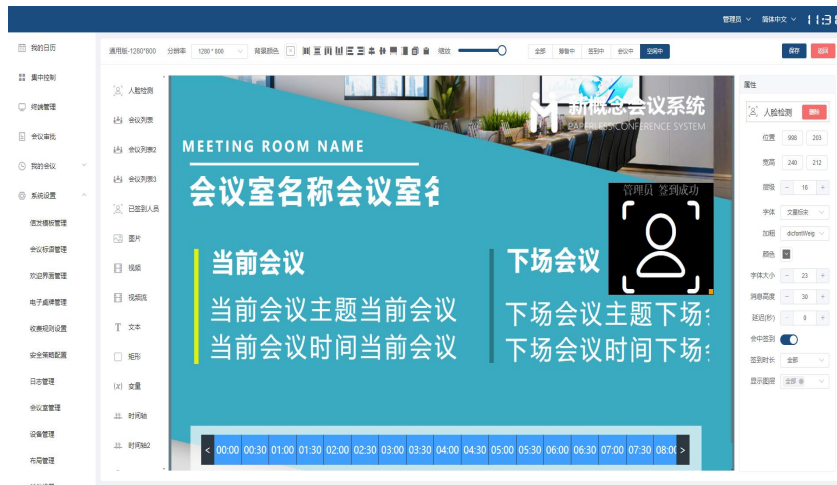 管理员 简体中文 11:3
我的日历
集中控制
终端管理
会议审批
我的会议
系统设置
信发模板管理
会议标语管理
欢迎界面管理
电子桌牌管理
收费规则设置
安全策略配置
日志管理
会议室管理
设备管理
布局管理
通用版-1280*800 分辨率 1280 * 800 背景颜色 缩放 全部 预备中 签到中 会议中 空闲中 保存 返回
人脸检测
会议列表
会议列表2
会议列表3
已签到人员
图片
视频
视频流
T 文本
矩形
(x) 变量
时间轴
时间轴2
新概念会议系统
PAPERLESS CONFERENCE SYSTEM
MEETING ROOM NAME
会议室名称会议室名
管理员 签到成功
当前会议
当前会议主题当前会议
当前会议时间当前会议
下场会议
下场会议主题下场
下场会议时间下场
< 00:00 00:30 01:00 01:30 02:00 02:30 03:00 03:30 04:00 04:30 05:00 05:30 06:00 06:30 07:00 07:30 08:00 >
属性
人脸检测 删除
位置 998 203
宽高 240 212
层级 - 16 +
字体 文星标宋
加粗 dictfontWeig
颜色
字体大小 - 23 +
消息高度 - 30 +
延迟(秒) - 0 +
会中签到
签到时长 全部
显示图层 全部